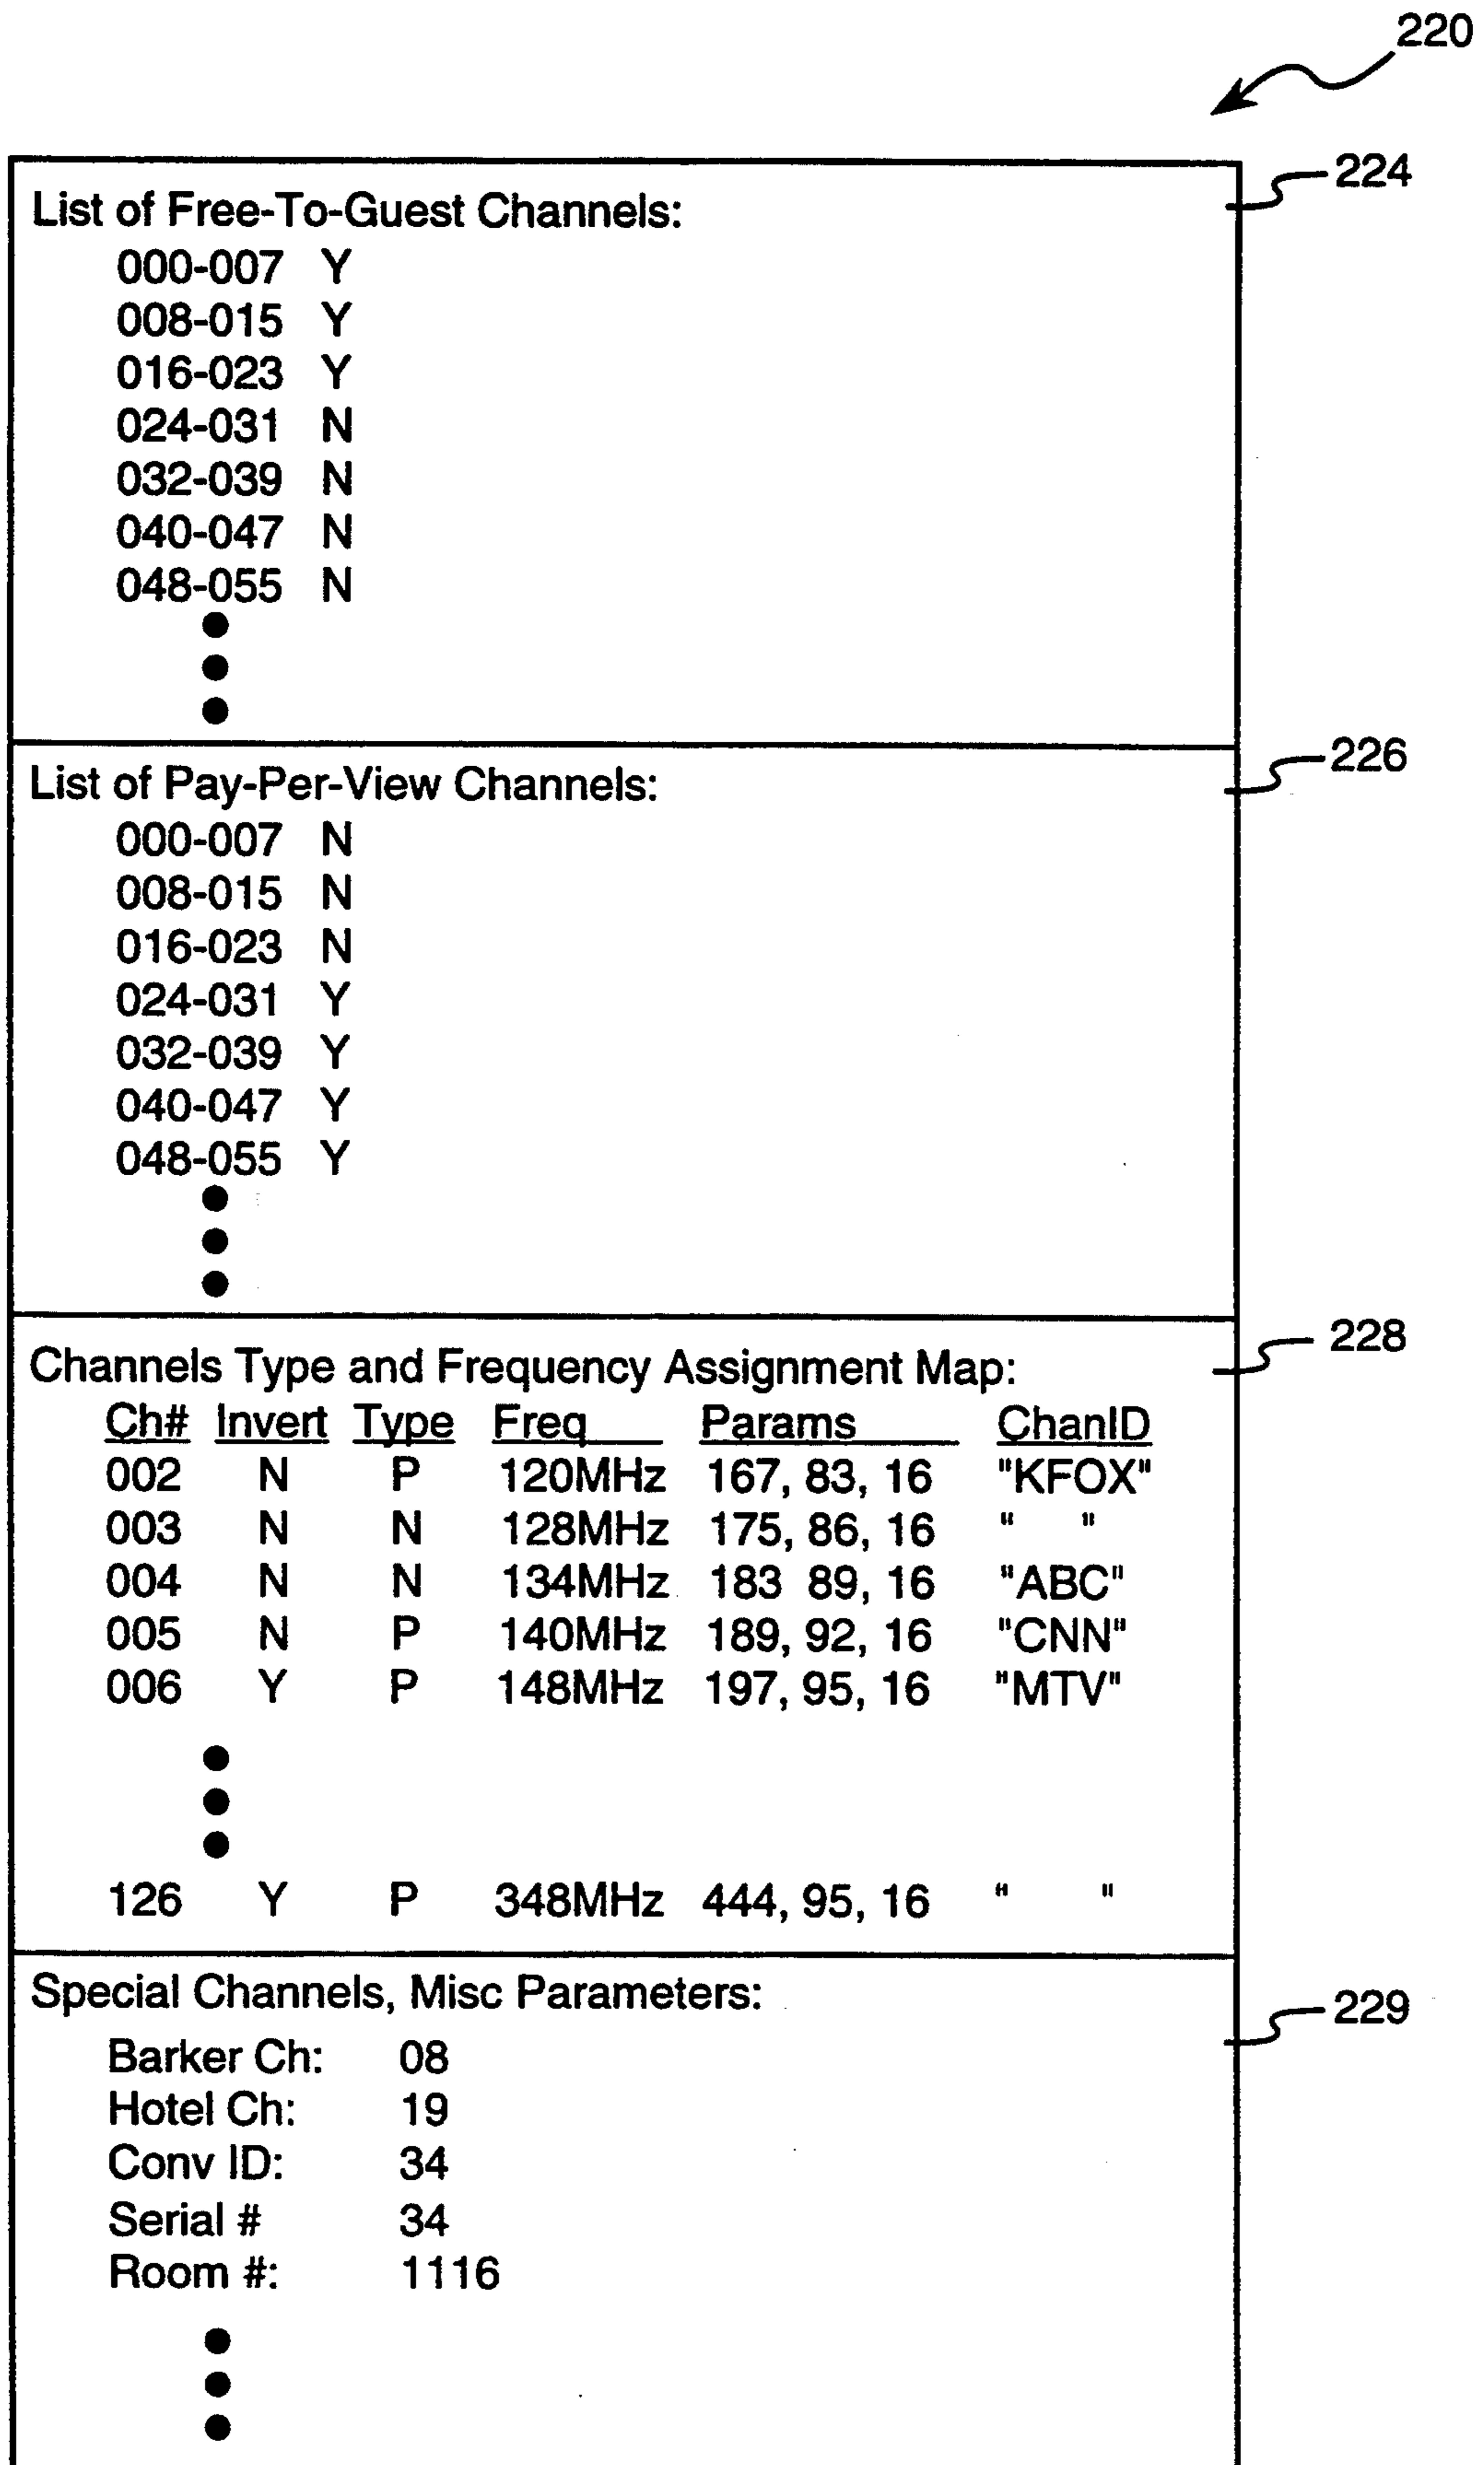 220
224
List of Free-To-Guest Channels:
000-007 Y
008-015 Y
016-023 Y
024-031 N
032-039 N
040-047 N
048-055 N
226
List of Pay-Per-View Channels:
000-007 N
008-015 N
016-023 N
024-031 Y
032-039 Y
040-047 Y
048-055 Y
228
Channels Type and Frequency Assignment Map:
Ch# Invert Type Freq Params ChanID
002 N P 120MHz 167, 83, 16 "KFOX"
003 N N 128MHz 175, 86, 16 " "
004 N N 134MHz 183 89, 16 "ABC"
005 N P 140MHz 189, 92, 16 "CNN"
006 Y P 148MHz 197, 95, 16 "MTV"
126 Y P 348MHz 444, 95, 16 " "
Special Channels, Misc Parameters:
229
Barker Ch: 08
Hotel Ch: 19
Conv ID: 34
Serial # 34
Room #: 1116